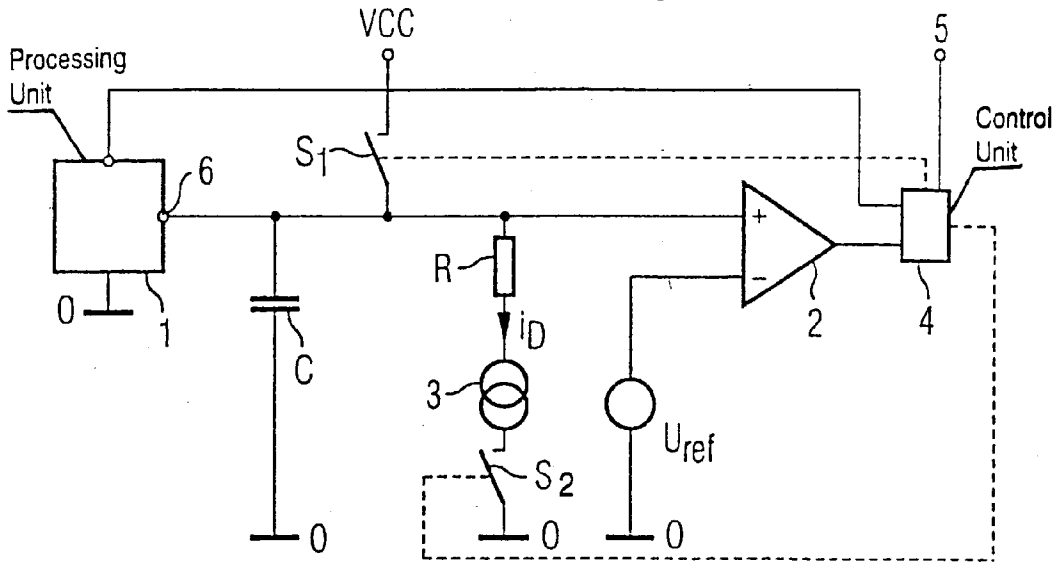 VCC
5
Processing
Unit
Control
Unit
S1
6
+
R
−
2
4
0
1
iD
C
3
Uref
S2
0
0
0